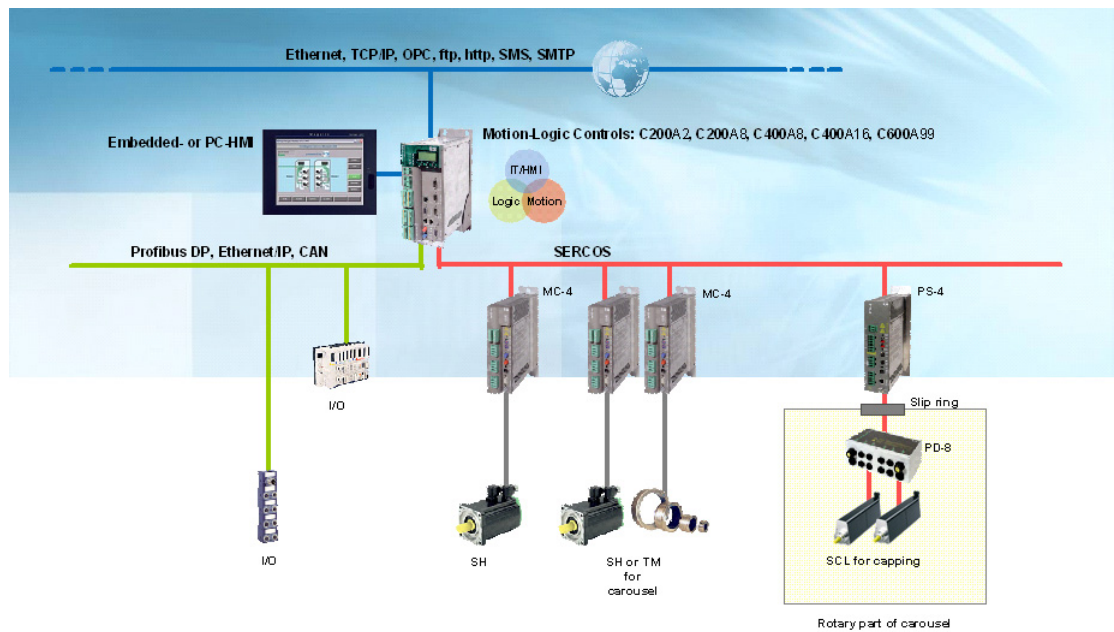 Ethernet, TCP/IP, OPC, ftp, http, SMS, SMTP
Embedded- or PC-HMI
Motion-Logic Controls: C200A2, C200A8, C400A8, C400A16, C600A99
IT/HMI
Logic
Motion
Profibus DP, Ethernet/IP, CAN
SERCOS
MC-4
MC-4
PS-4
I/O
Slip ring
PD-8
I/O
SH
SH or TM
for
carousel
SCL for capping
Rotary part of carousel